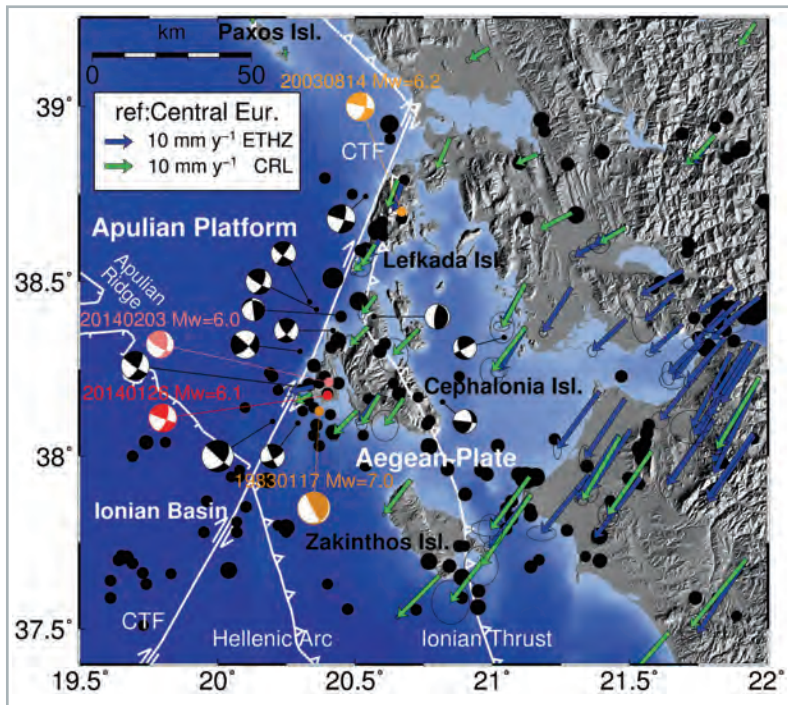 km
Paxos Isl.
0
50
20030814 Mw=6.2
39˚
ref:Central Eur.
10 mm y⁻¹ ETHZ
10 mm y⁻¹ CRL
CTF
Apulian Platform
38.5˚
Apulian
Ridge
Lefkada Isl.
20140203 Mw=6.0
20140126 Mw=6.1
Cephalonia Isl.
38˚
Aegean Plate
19830117 Mw=7.0
Ionian Basin
Zakinthos Isl.
37.5˚
CTF
Hellenic Arc
Ionian Thrust
19.5˚
20˚
20.5˚
21˚
21.5˚
22˚